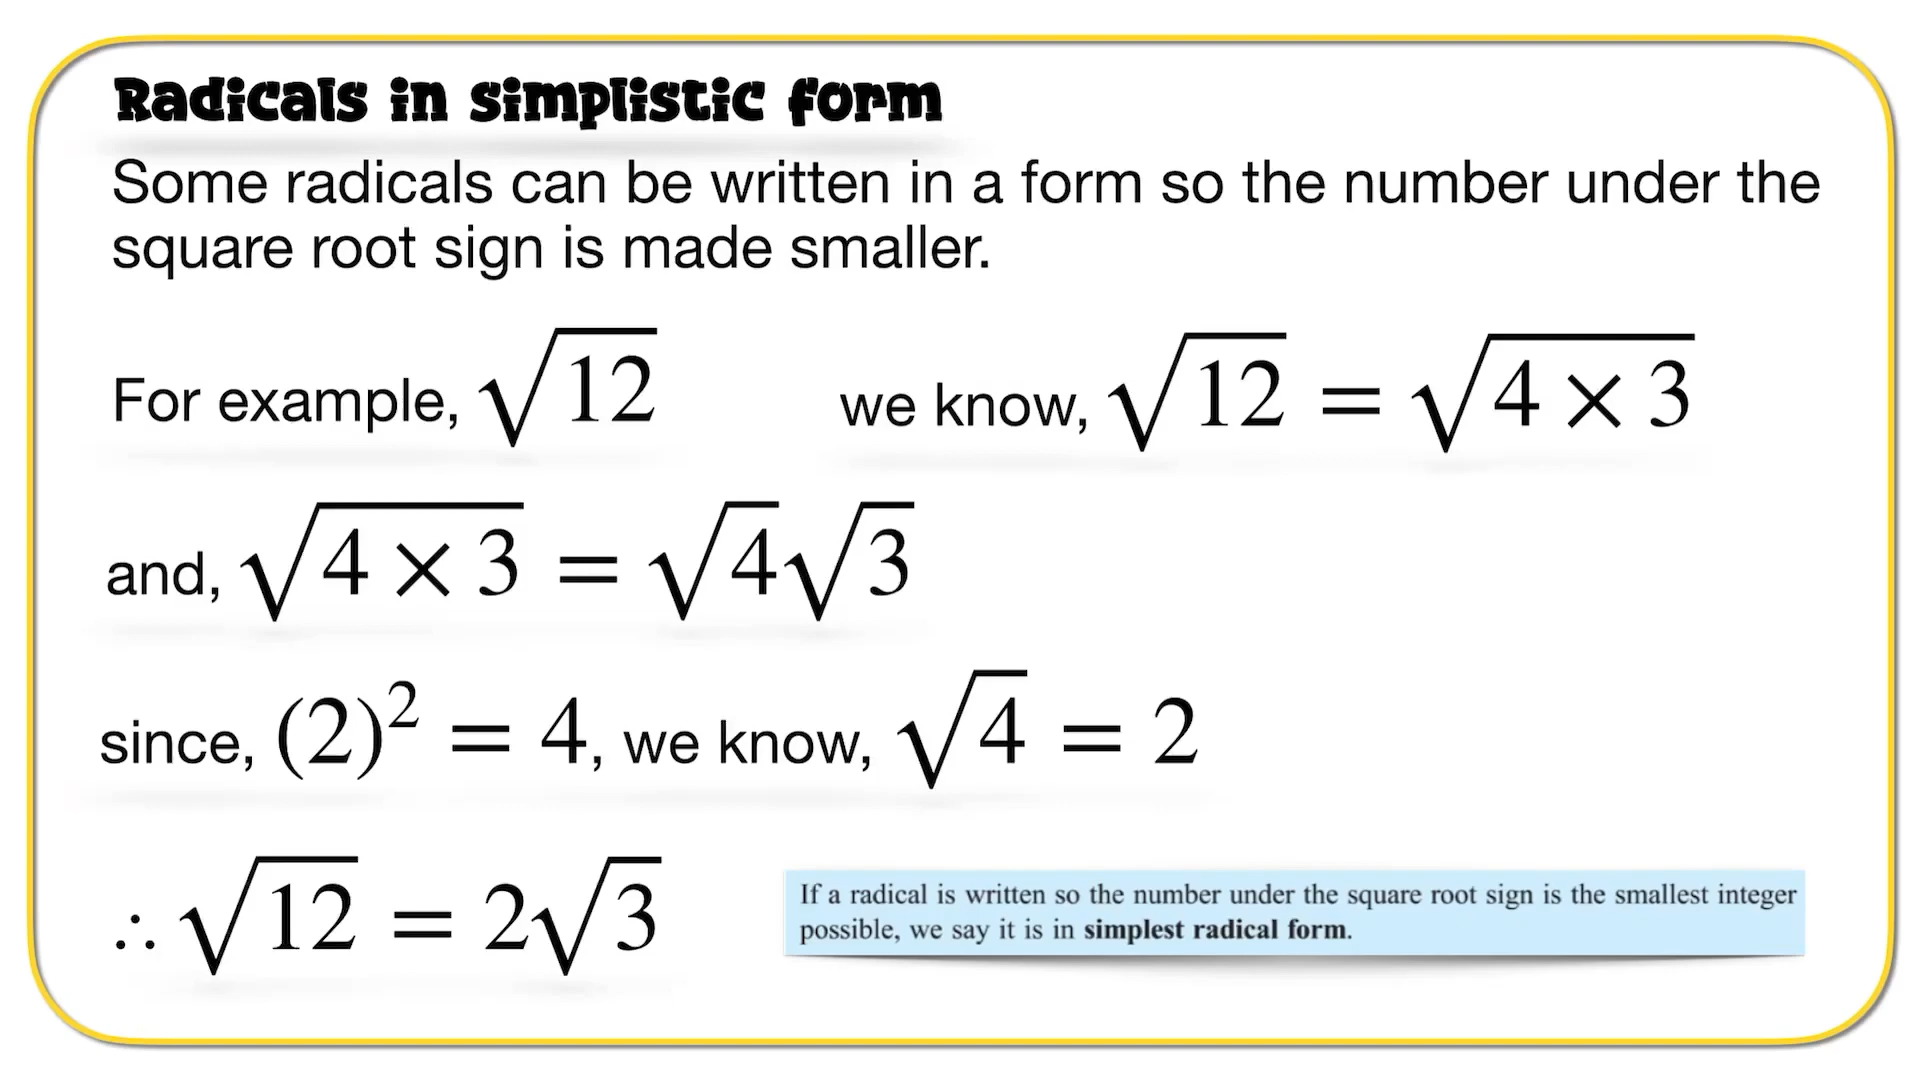 Radicals in simplistic form
Some radicals can be written in a form so the number under the
square root sign is made smaller.
For example, √12 we know, √12 = √(4 × 3)
and, √(4 × 3) = √4√3
since, (2)² = 4, we know, √4 = 2
∴ √12 = 2√3
If a radical is written so the number under the square root sign is the smallest integer
possible, we say it is in simplest radical form.